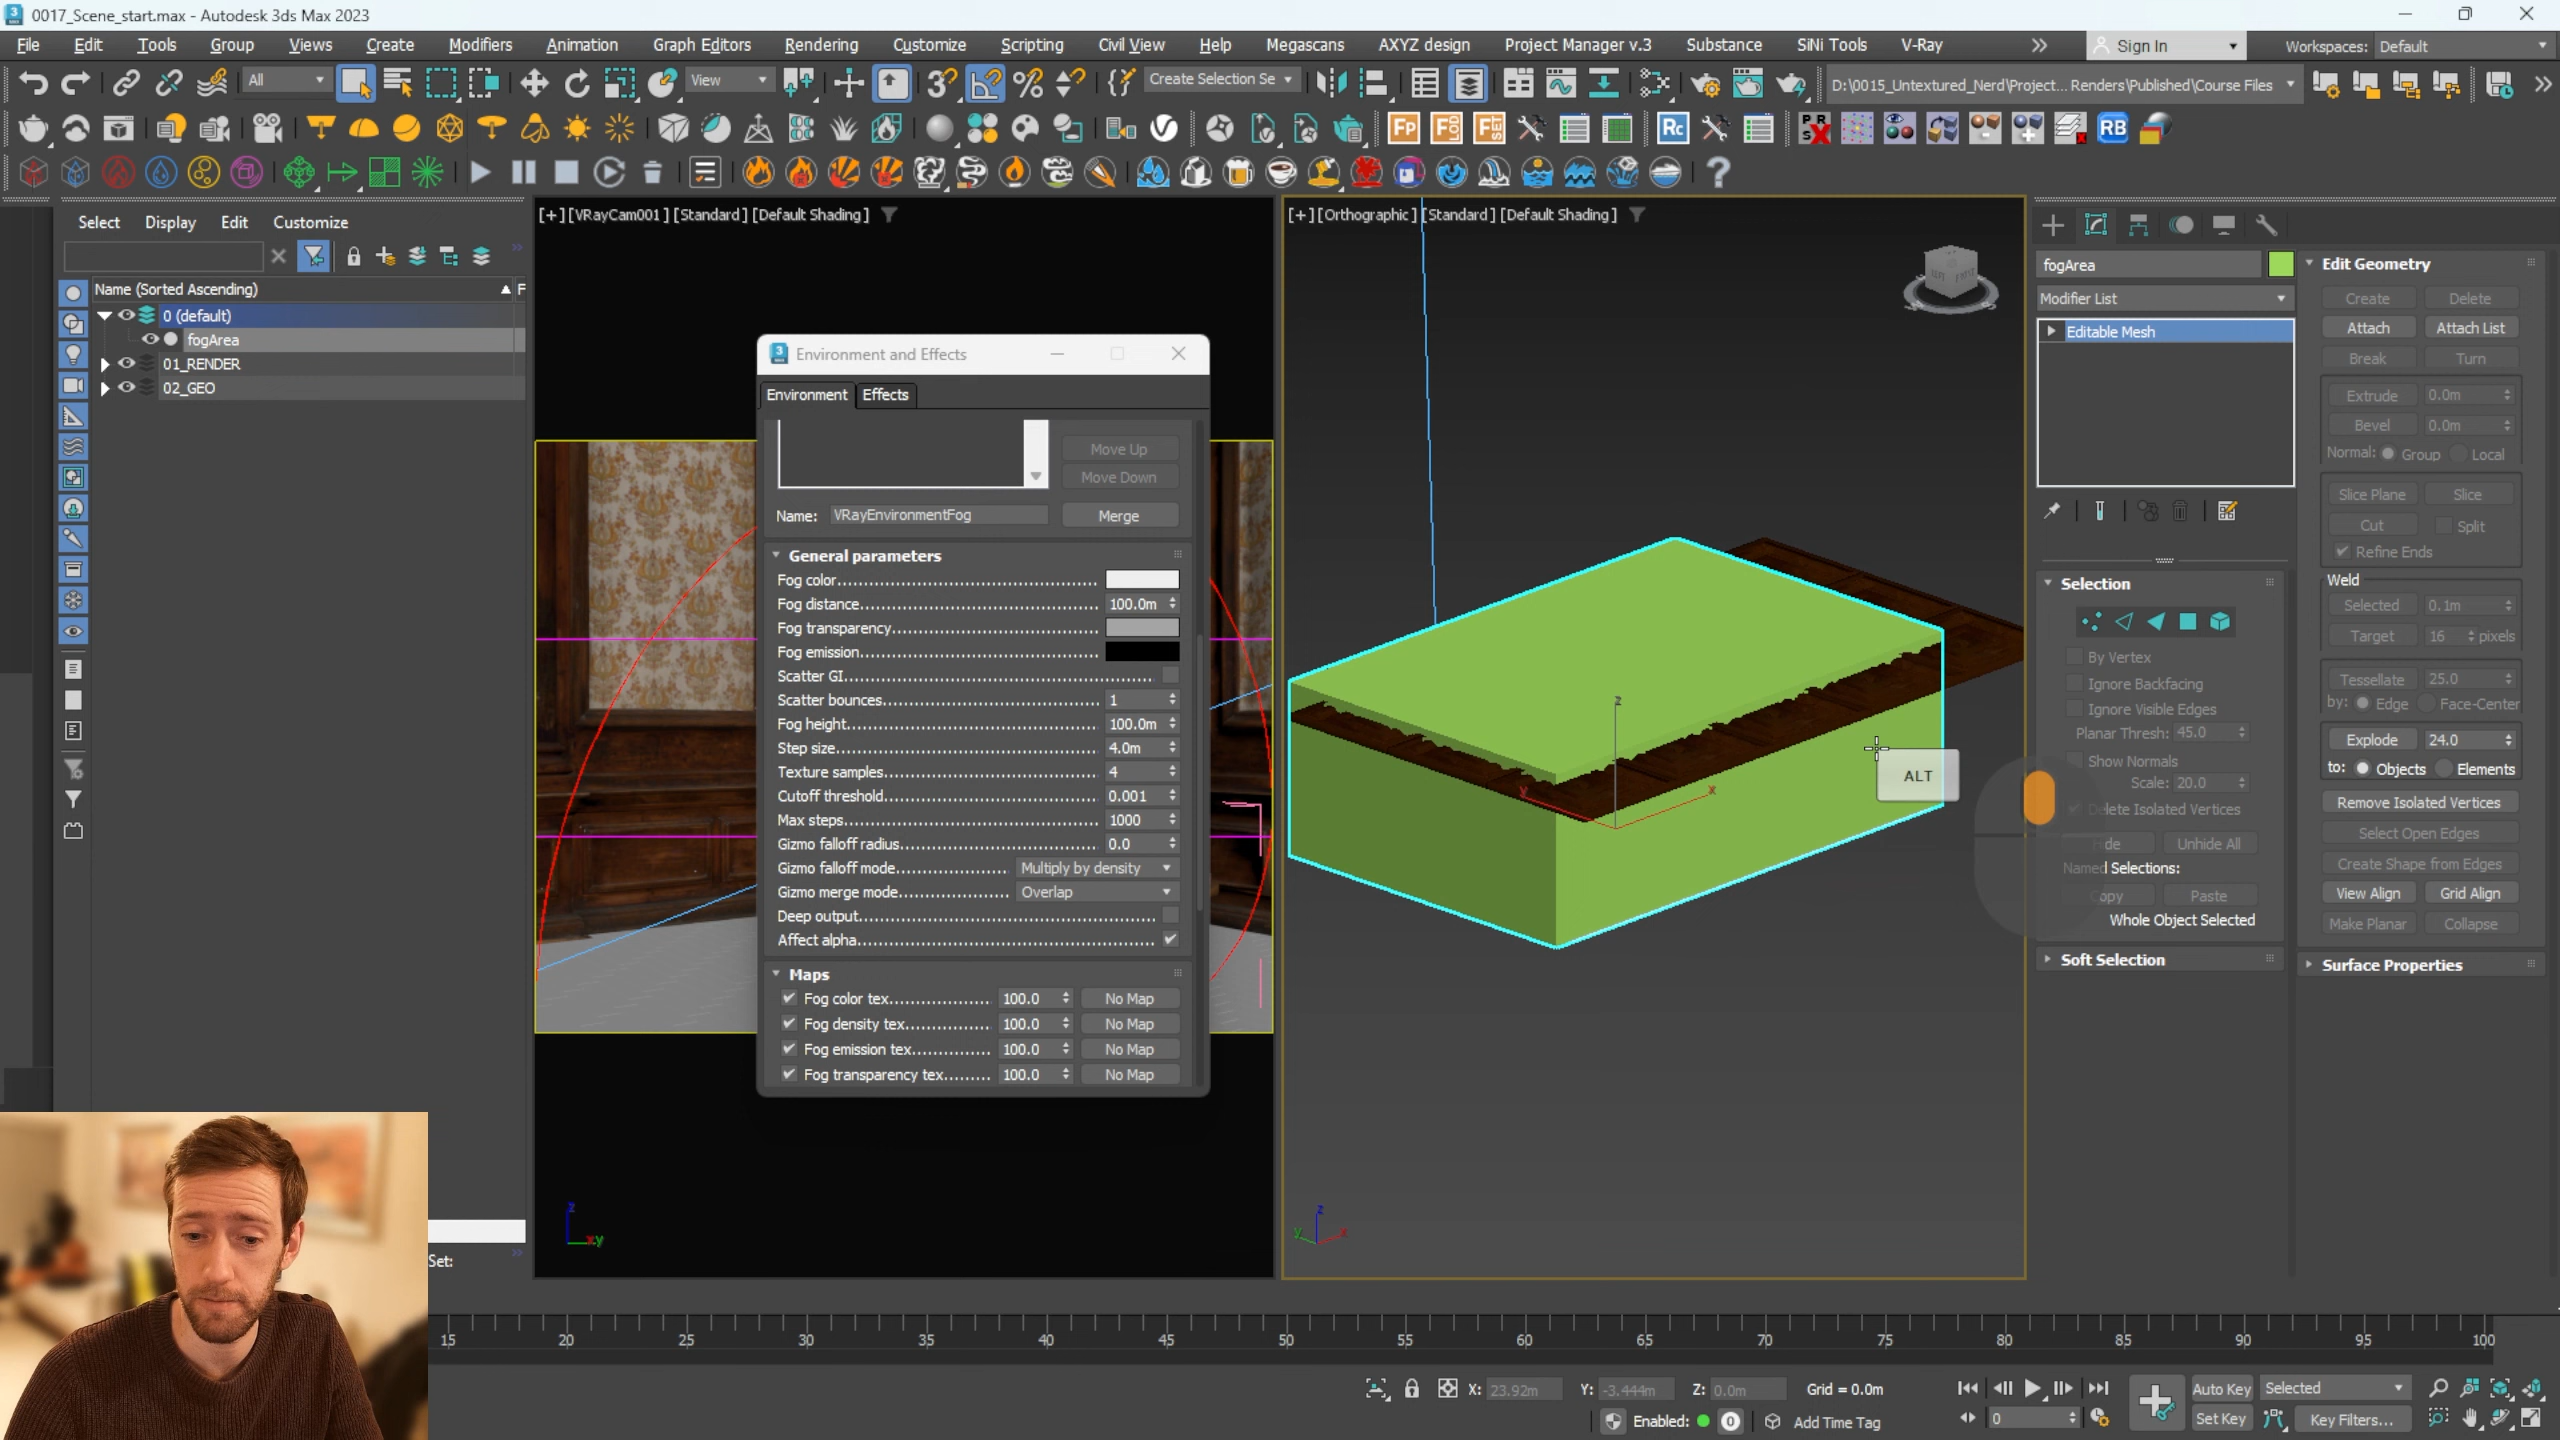 0017_Scene_start.max - Autodesk 3ds Max 2023
File Edit Tools Group Views Create Modifiers Animation Graph Editors Rendering Customize Scripting Civil View Help Megascans AXYZ design Project Manager v.3 Substance SiNi Tools V-Ray Sign In Workspaces: Default
All View Create Selection Se D:\0015_Untextured_Nerd\Project... Renders\Published\Course Files
Fp FLOD FSET Rc PRS RB
Select Display Edit Customize
Name (Sorted Ascending) F
0 (default)
fogArea
01_RENDER
02_GEO
Set:
[+] [VRayCam001 ] [Standard ] [Default Shading ]
[+] [Orthographic ] [Standard ] [Default Shading ]
Environment and Effects
Environment Effects
Move Up
Move Down
Name: VRayEnvironmentFog Merge
General parameters
Fog color
Fog distance 100.0m
Fog transparency
Fog emission
Scatter GI
Scatter bounces 1
Fog height 100.0m
Step size 4.0m
Texture samples 4
Cutoff threshold 0.001
Max steps 1000
Gizmo falloff radius 0.0
Gizmo falloff mode Multiply by density
Gizmo merge mode Overlap
Deep output
Affect alpha
Maps
Fog color tex 100.0 No Map
Fog density tex 100.0 No Map
Fog emission tex 100.0 No Map
Fog transparency tex 100.0 No Map
ALT
z
x
y
fogArea
Modifier List
Editable Mesh
Selection
By Vertex
Ignore Backfacing
Ignore Visible Edges
Planar Thresh: 45.0
Show Normals
Scale: 20.0
Delete Isolated Vertices
Hide Unhide All
Named Selections:
Copy Paste
Whole Object Selected
Soft Selection
Edit Geometry
Create Delete
Attach Attach List
Break Turn
Extrude 0.0m
Bevel 0.0m
Normal: Group Local
Slice Plane Slice
Cut Split
Refine Ends
Weld
Selected 0.1m
Target 16 pixels
Tessellate 25.0
by: Edge Face-Center
Explode 24.0
to: Objects Elements
Remove Isolated Vertices
Select Open Edges
Create Shape from Edges
View Align Grid Align
Make Planar Collapse
Surface Properties
15 20 25 30 35 40 45 50 55 60 65 70 75 80 85 90 95 100
X: 23.92m Y: -3.444m Z: 0.0m Grid = 0.0m
Enabled: 0 Add Time Tag
0
Auto Key Selected
Set Key Key Filters...